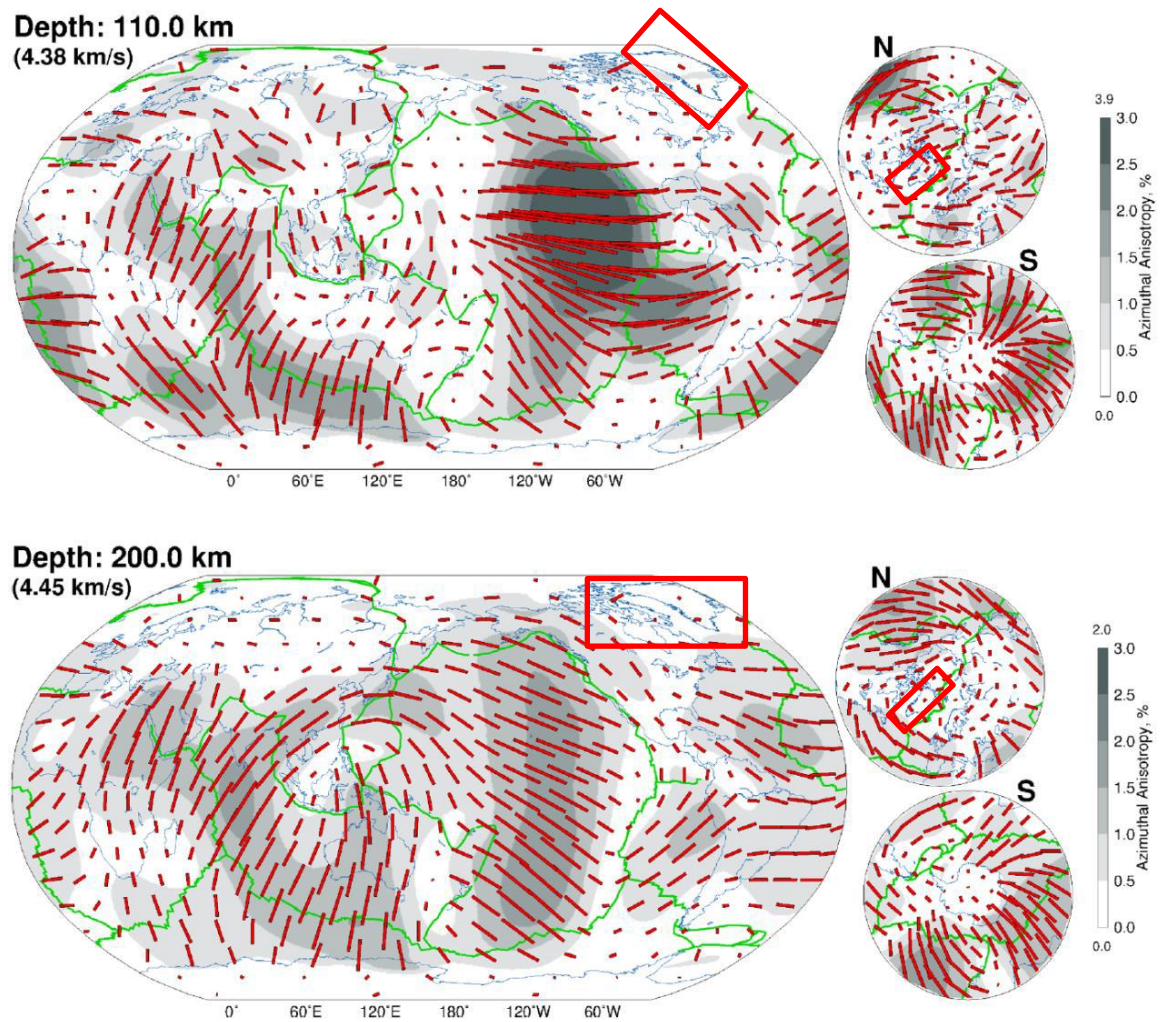 Depth: 110.0 km
(4.38 km/s)
N
S
3.9
3.0
2.5
2.0
1.5
1.0
0.5
0.0
0.0
Azimuthal Anisotropy, %
0° 60°E 120°E 180° 120°W 60°W
Depth: 200.0 km
(4.45 km/s)
N
S
2.0
3.0
2.5
2.0
1.5
1.0
0.5
0.0
0.0
Azimuthal Anisotropy, %
0° 60°E 120°E 180° 120°W 60°W